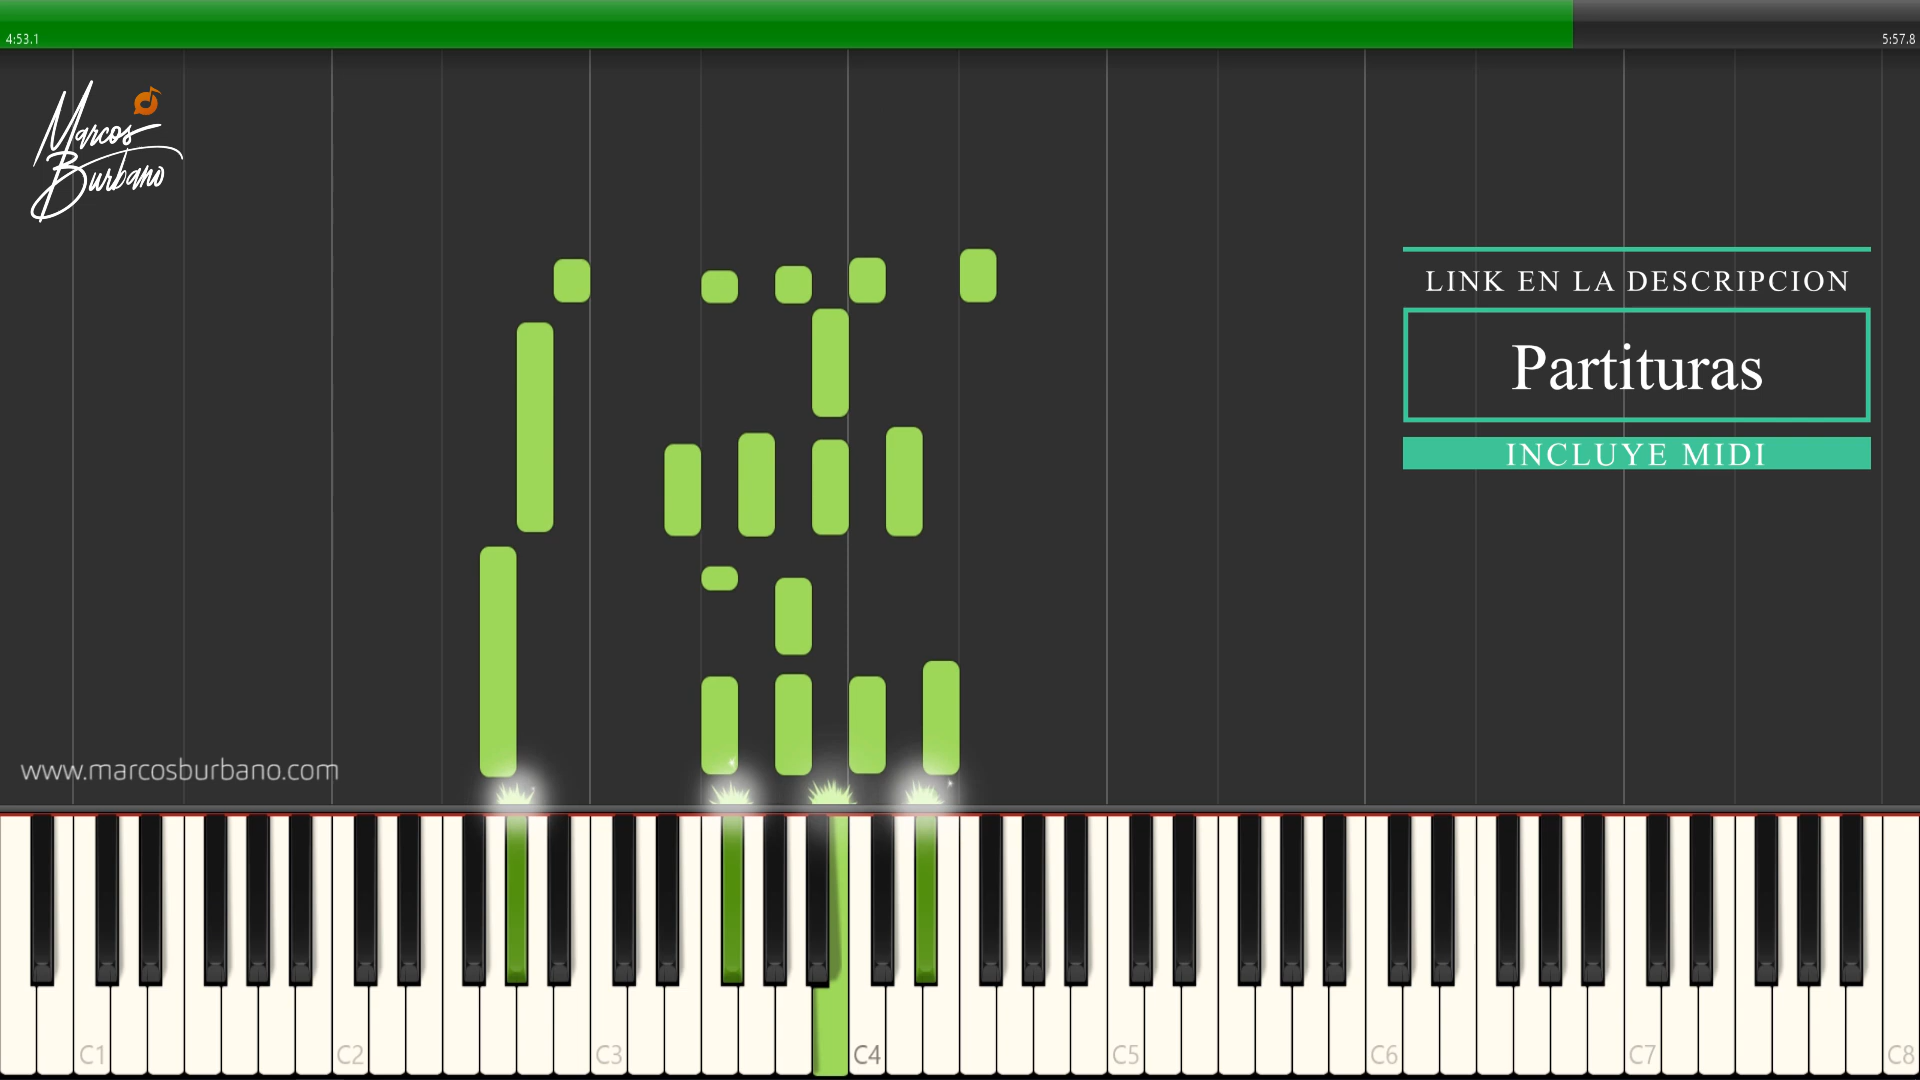 4:53.1
5:57.8
Marcos
Burbano
LINK EN LA DESCRIPCION
Partituras
INCLUYE MIDI
www.marcosburbano.com
C1 C2 C3 C4 C5 C6 C7 C8